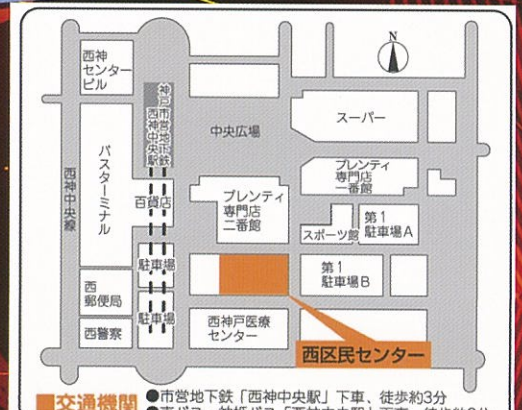 N
西神
センター
ビル
神戸市営地下鉄
西神中央駅
中央広場
スーパー
西神中央線
バスターミナル
百貨店
プレンティ
専門店
二番館
プレンティ
専門店
一番館
スポーツ館
第1
駐車場A
駐車場
第1
駐車場B
西
郵便局
駐車場
西警察
西神戸医療
センター
西区民センター
■交通機関
●市営地下鉄「西神中央駅」下車、徒歩約3分